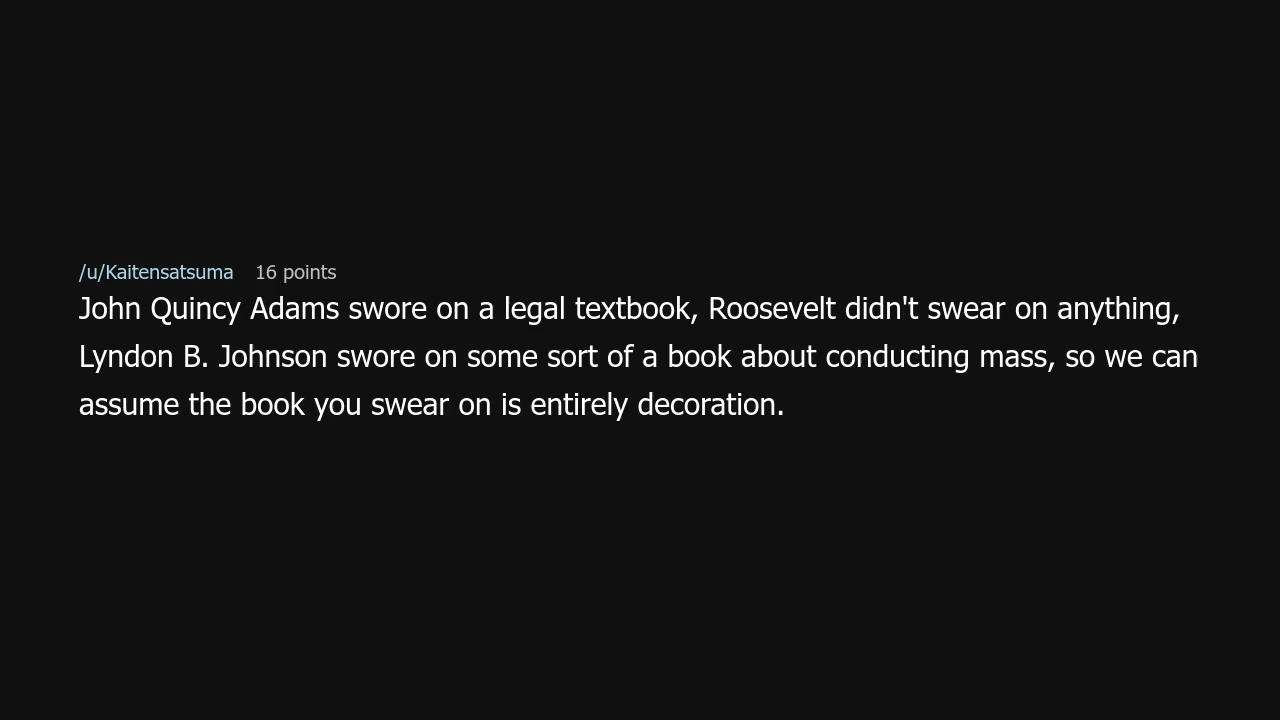 /u/Kaitensatsuma 16 points
John Quincy Adams swore on a legal textbook, Roosevelt didn't swear on anything,
Lyndon B. Johnson swore on some sort of a book about conducting mass, so we can
assume the book you swear on is entirely decoration.